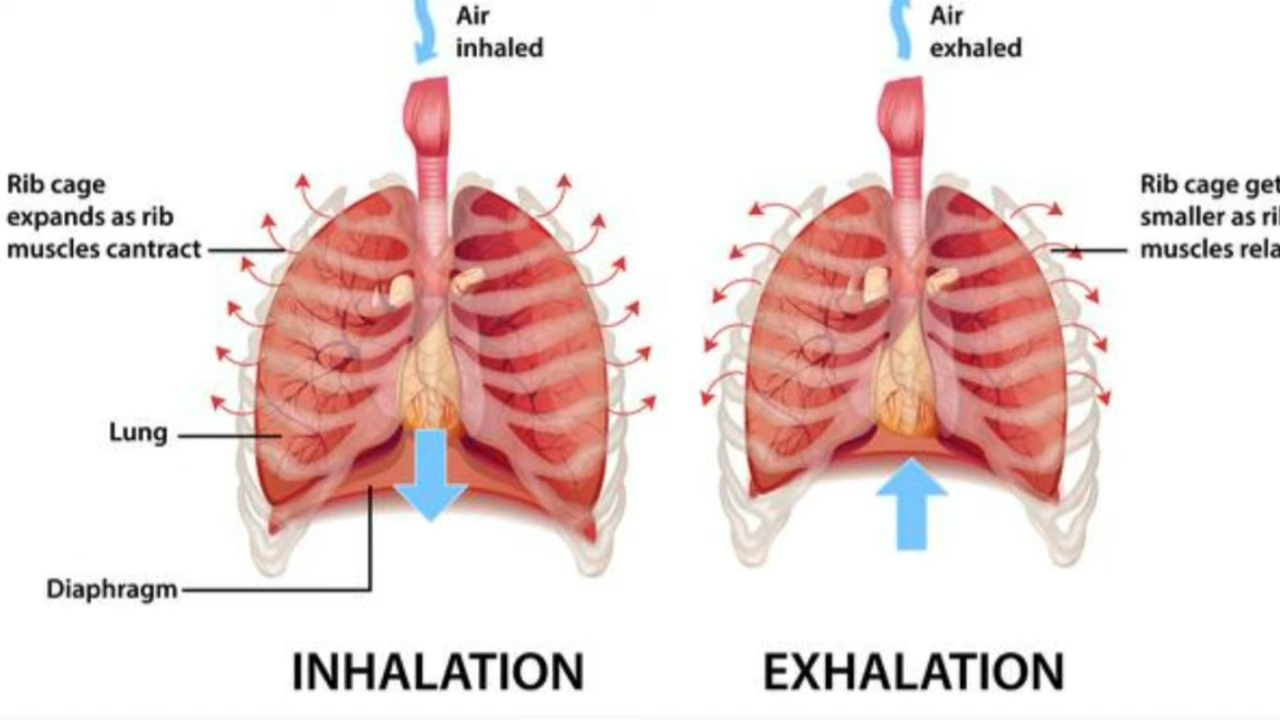 Air
inhaled
Air
exhaled
Rib cage
expands as rib
muscles cantract
Rib cage get
smaller as ri
muscles rela
Lung
Diaphragm
INHALATION
EXHALATION